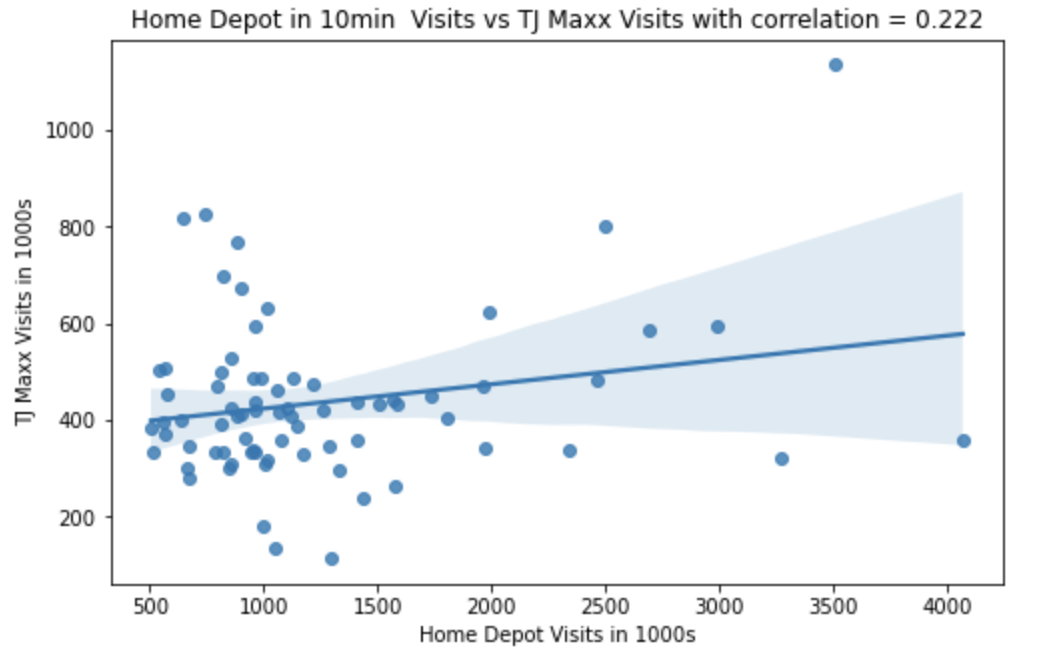 Home Depot in 10min  Visits vs TJ Maxx Visits with correlation = 0.222
TJ Maxx Visits in 1000s
1000
800
600
400
200
500 1000 1500 2000 2500 3000 3500 4000
Home Depot Visits in 1000s